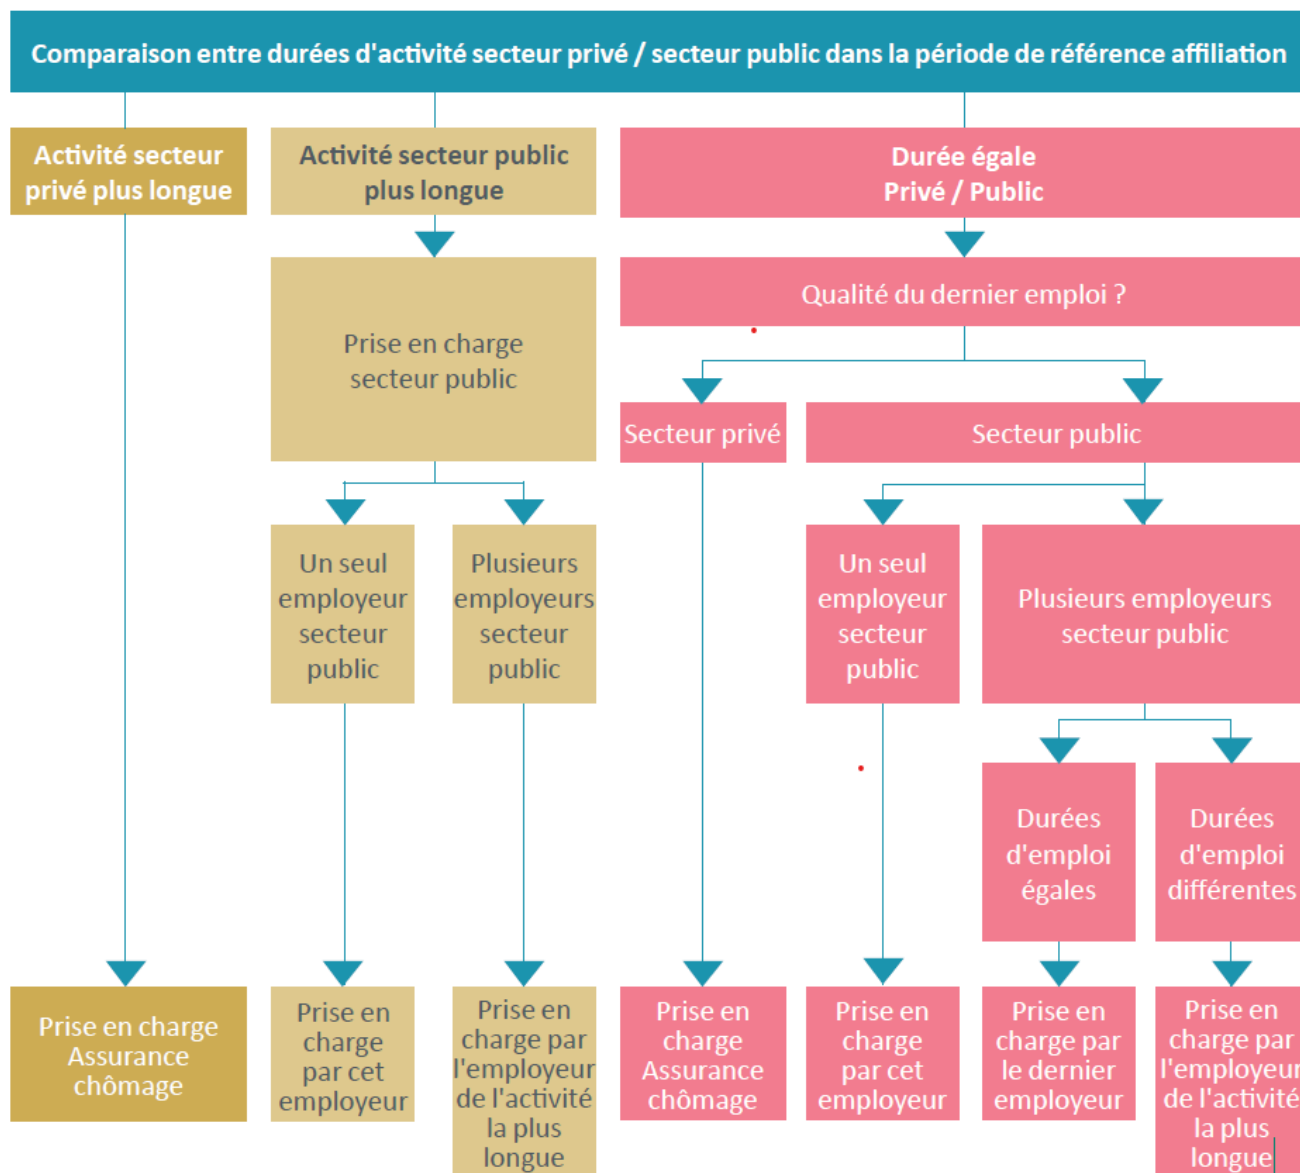 Comparaison entre durées d'activité secteur privé / secteur public dans la période de référence affiliation
Activité secteur
privé plus longue
Activité secteur public
plus longue
Durée égale
Privé / Public
Prise en charge
secteur public
Qualité du dernier emploi ?
Secteur privé
Secteur public
Un seul
employeur
secteur
public
Plusieurs
employeurs
secteur
public
Un seul
employeur
secteur
public
Plusieurs employeurs
secteur public
Durées
d'emploi
égales
Durées
d'emploi
différentes
Prise en charge
Assurance
chômage
Prise en
charge
par cet
employeur
Prise en
charge par
l'employeur
de l'activité
la plus
longue
Prise en
charge
Assurance
chômage
Prise en
charge
par cet
employeur
Prise en
charge par
le dernier
employeur
Prise en
charge par
l'employeur
de l'activité
la plus
longue